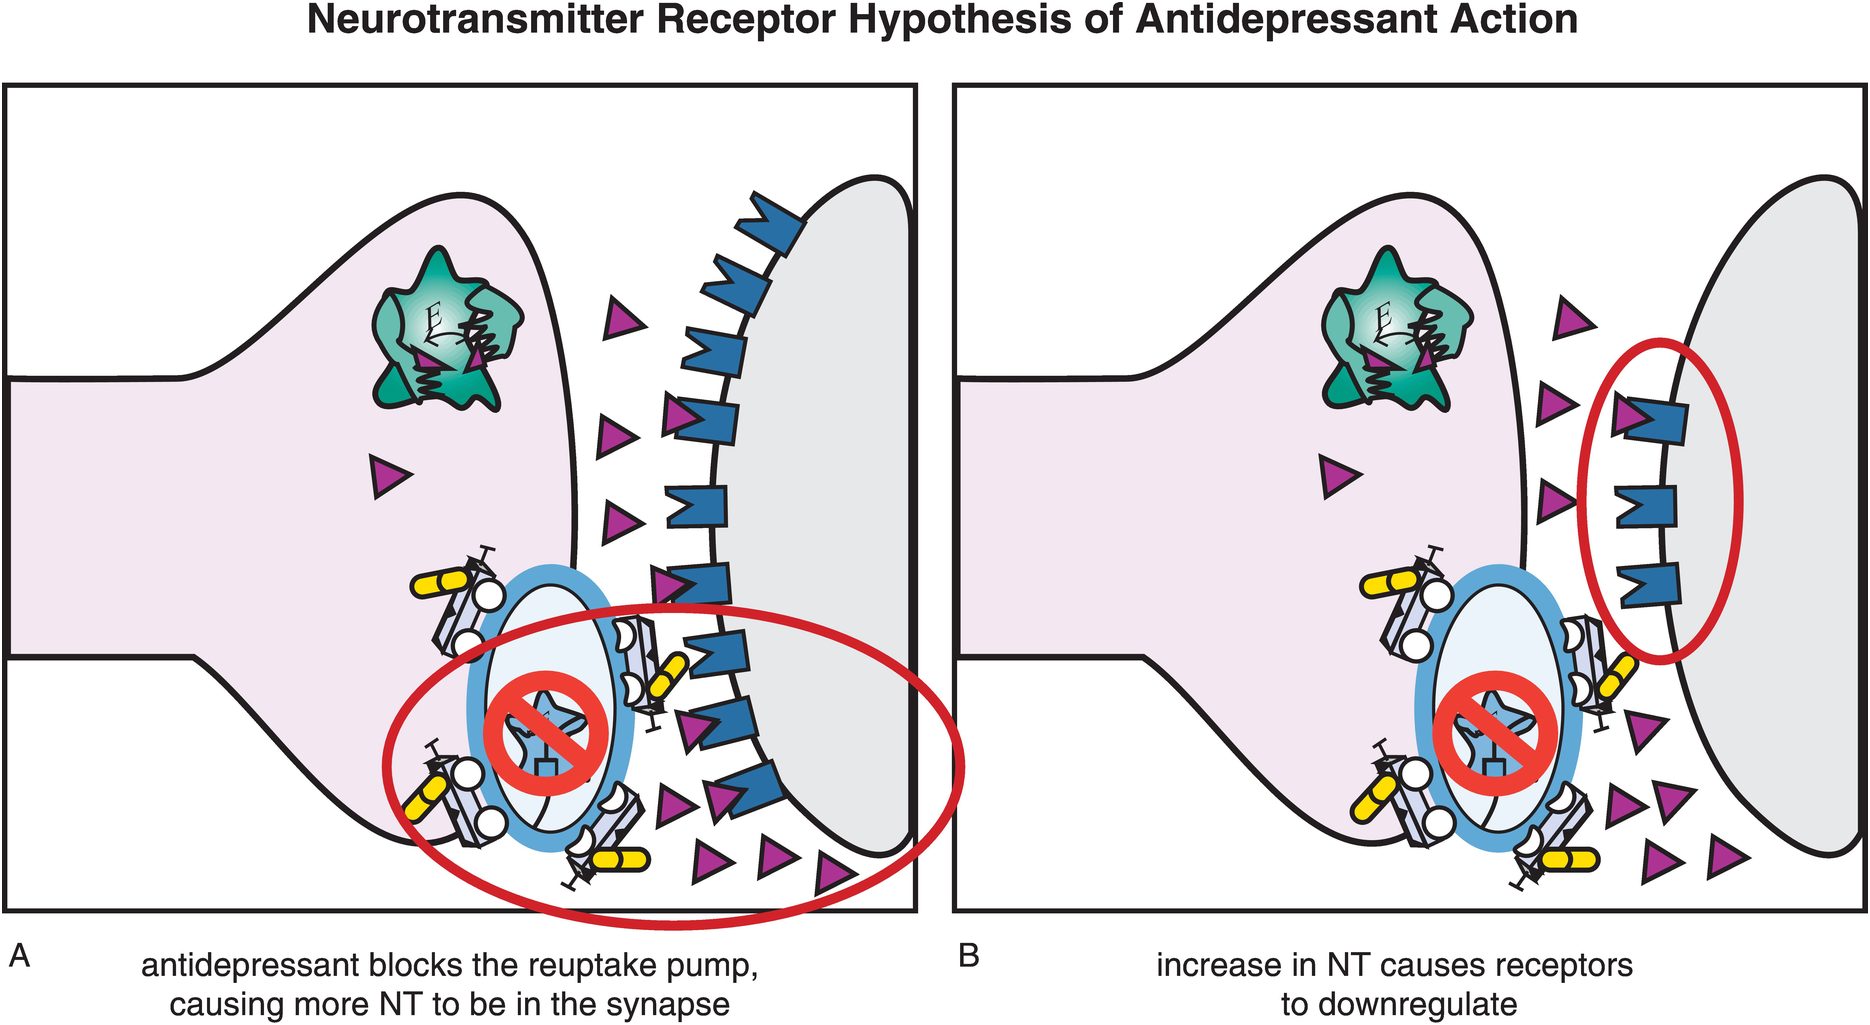 Neurotransmitter Receptor Hypothesis of Antidepressant Action
E
E
A
antidepressant blocks the reuptake pump,
causing more NT to be in the synapse
B
increase in NT causes receptors
to downregulate